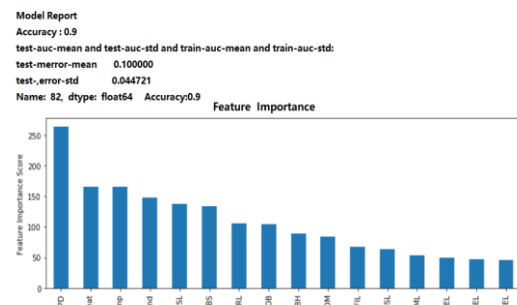 Model Report
Accuracy : 0.9
test-auc-mean and test-auc-std and train-auc-mean and train-auc-std:
test-merror-mean 0.100000
test-,error-std 0.044721
Name: 82, dtype: float64 Accuracy:0.9
Feature Importance
Feature Importance Score
250
200
150
100
50
0